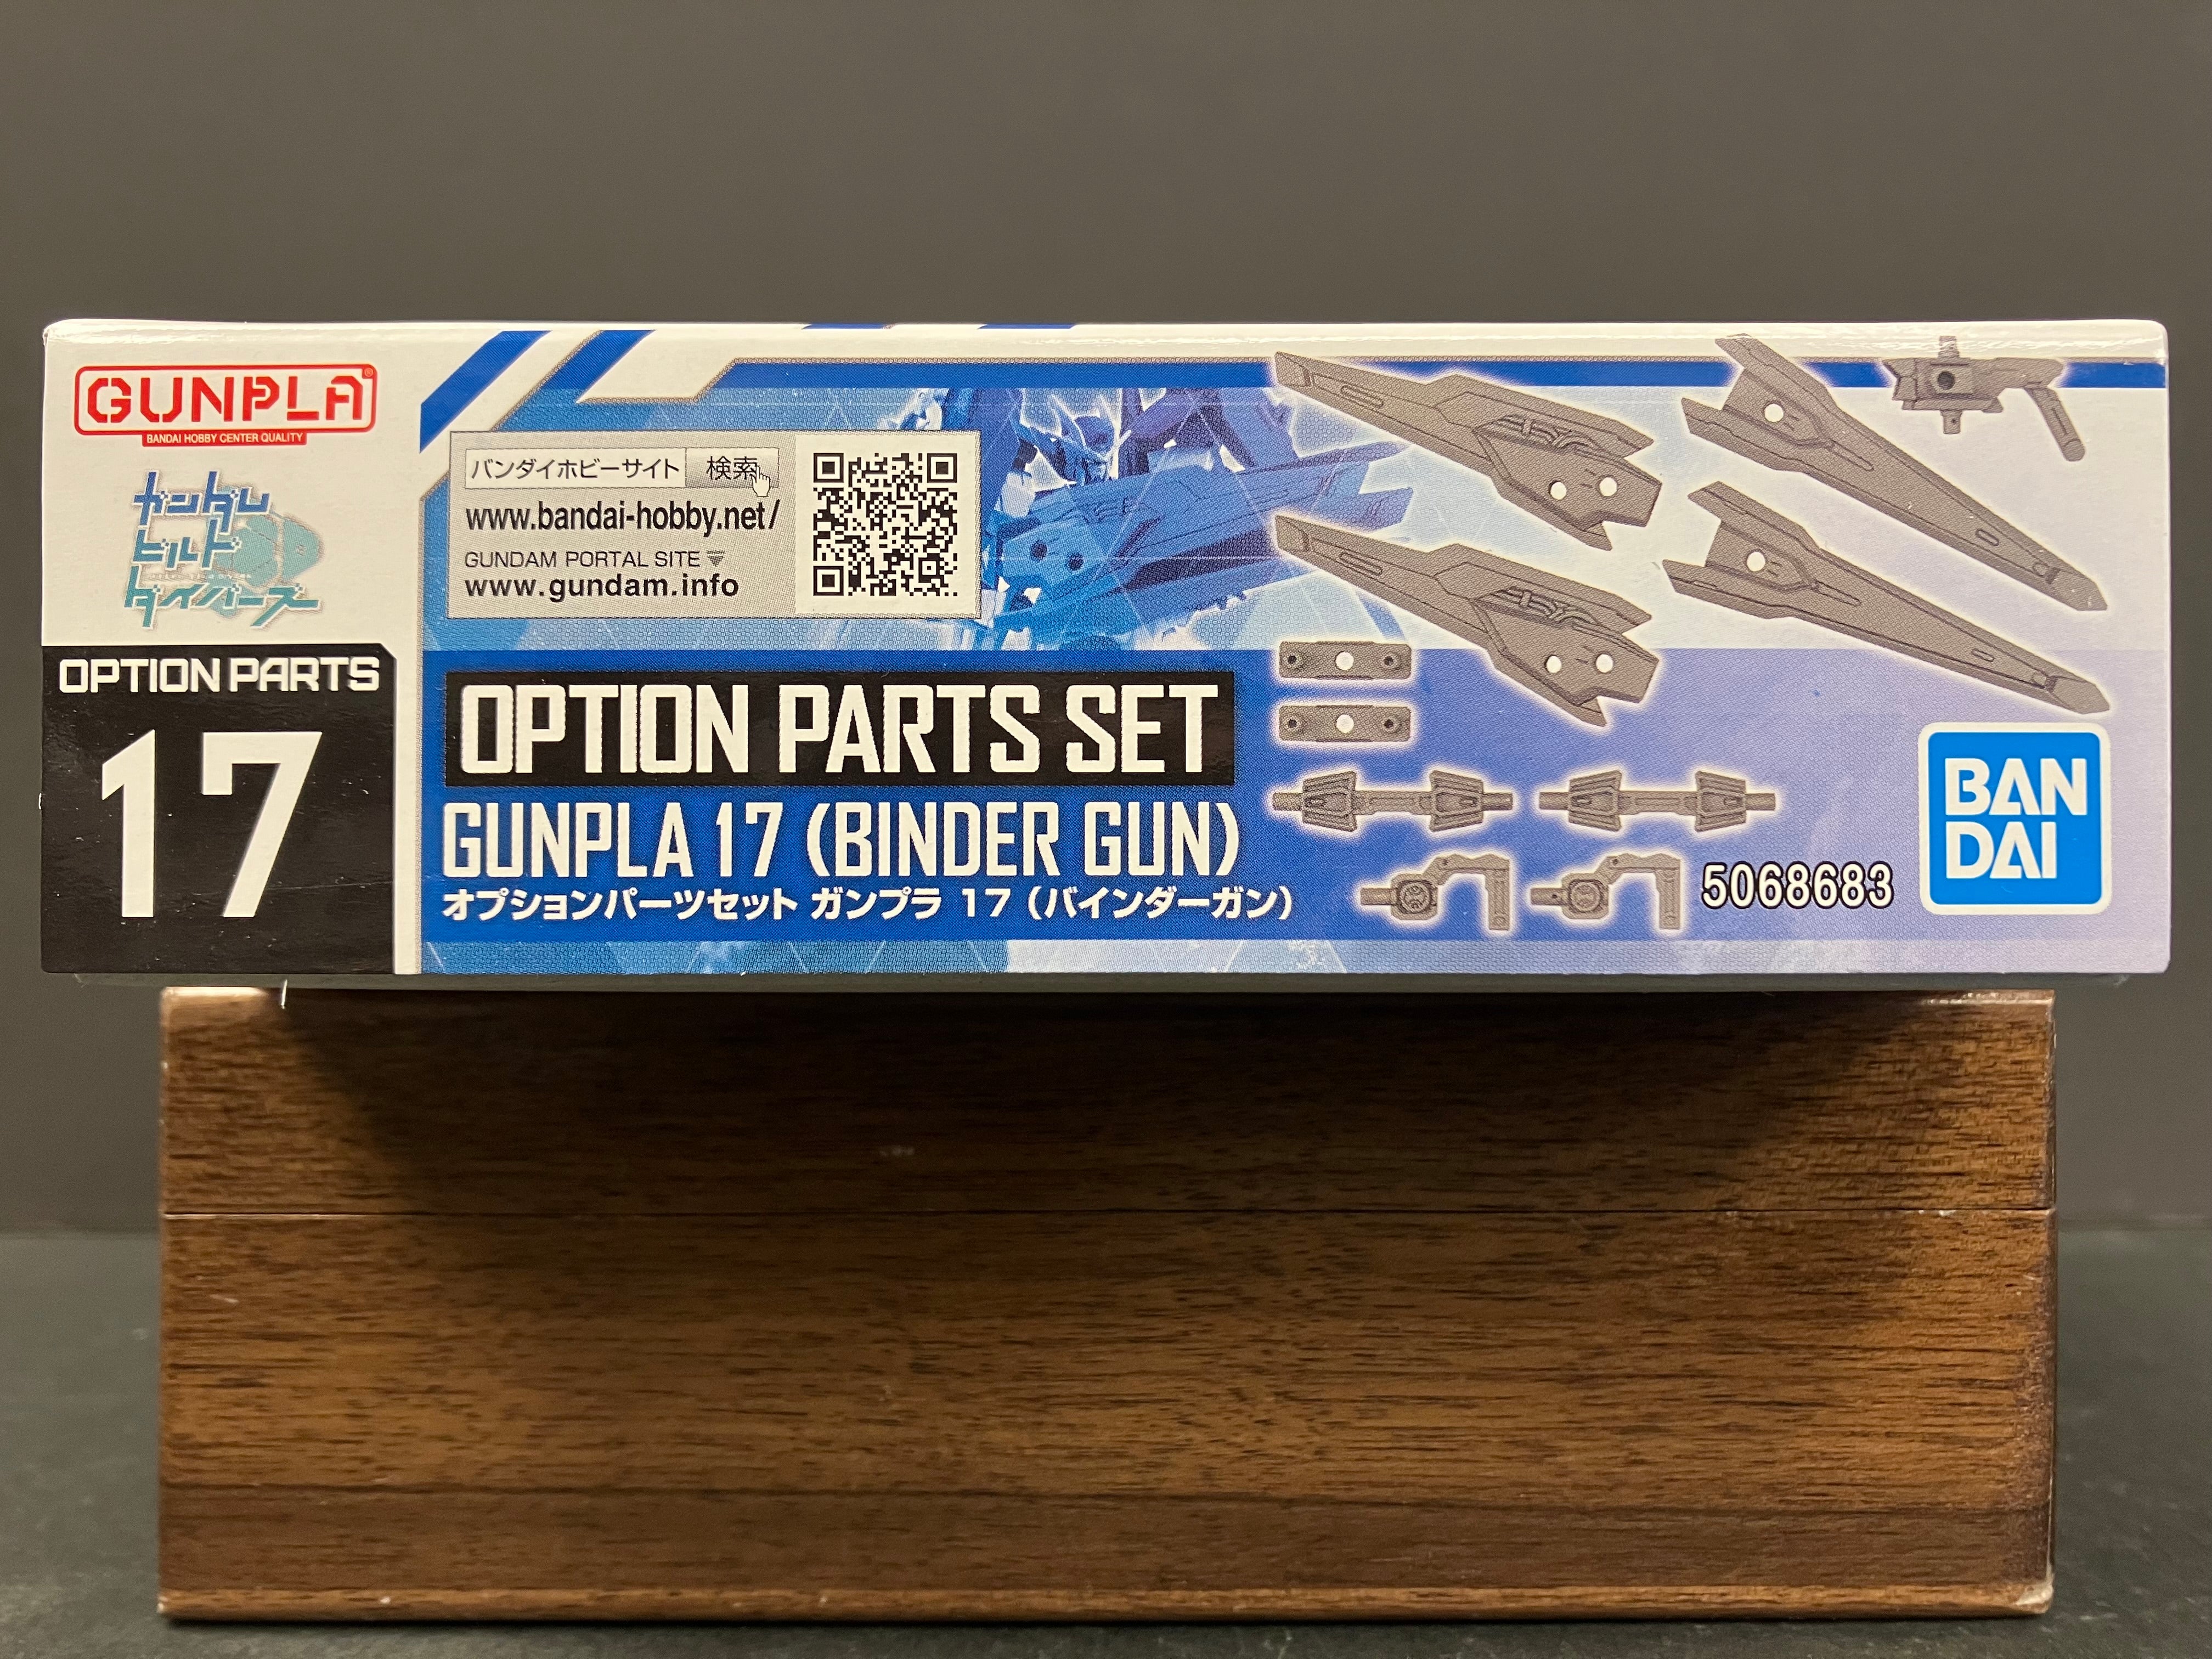 GUNPLA®
BANDAI HOBBY CENTER QUALITY
ガンダム
ビルド
ダイバーズ
OPTION PARTS
17
バンダイホビーサイト 検索
www.bandai-hobby.net/
GUNDAM PORTAL SITE
www.gundam.info
OPTION PARTS SET
GUNPLA 17 (BINDER GUN)
オプションパーツセット ガンプラ 17 (バインダーガン)
5068683
BAN
DAI